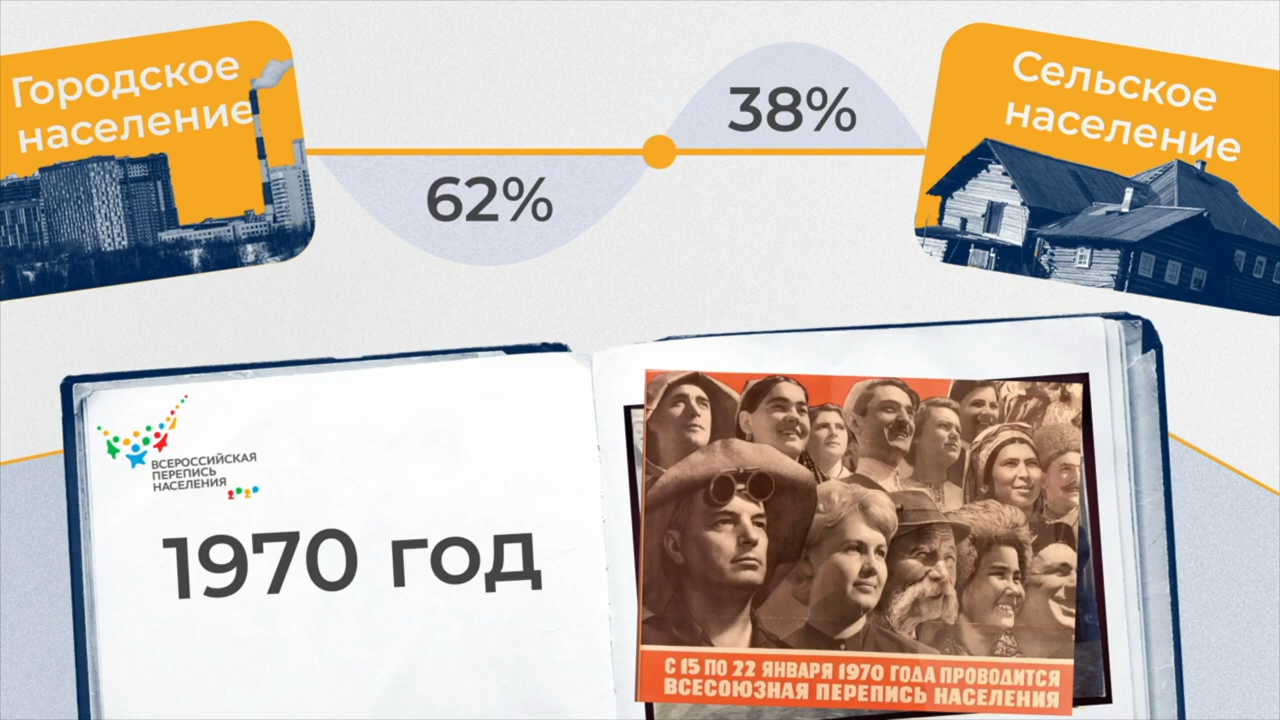 Городское
население
62%
38%
Сельское
население
ВСЕРОССИЙСКАЯ
ПЕРЕПИСЬ
НАСЕЛЕНИЯ
2020
1970 год
С 15 ПО 22 ЯНВАРЯ 1970 ГОДА ПРОВОДИТСЯ
ВСЕСОЮЗНАЯ ПЕРЕПИСЬ НАСЕЛЕНИЯ